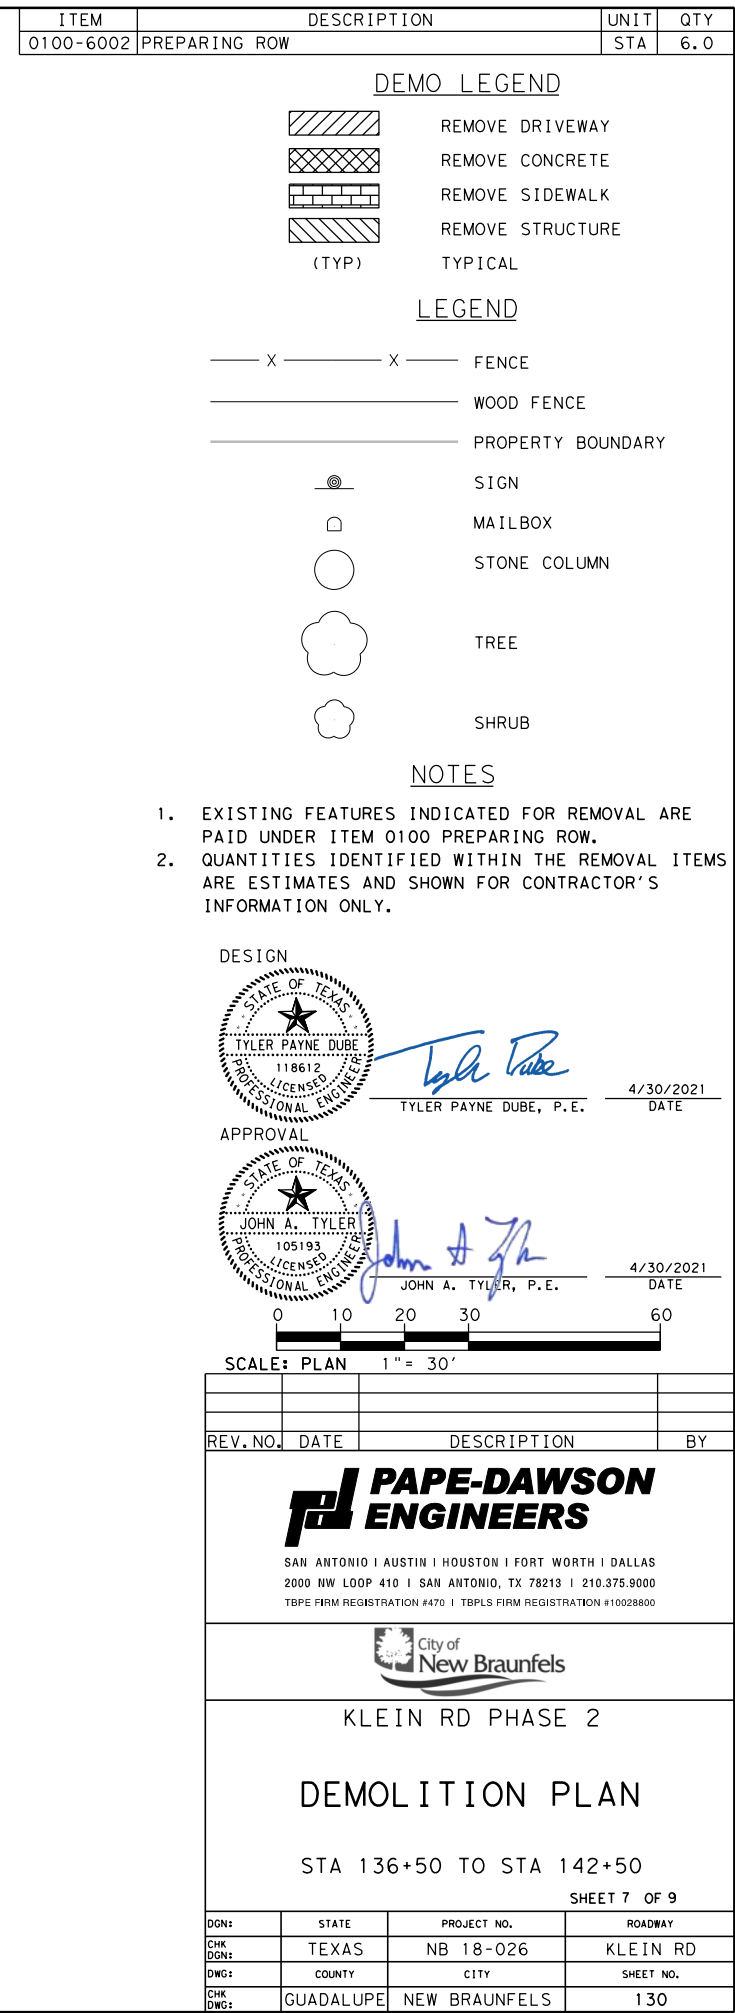 ITEM DESCRIPTION UNIT QTY
0100-6002 PREPARING ROW STA 6.0
DEMO LEGEND
REMOVE DRIVEWAY
REMOVE CONCRETE
REMOVE SIDEWALK
REMOVE STRUCTURE
(TYP) TYPICAL
LEGEND
X X FENCE
WOOD FENCE
PROPERTY BOUNDARY
SIGN
MAILBOX
STONE COLUMN
TREE
SHRUB
NOTES
1. EXISTING FEATURES INDICATED FOR REMOVAL ARE
PAID UNDER ITEM 0100 PREPARING ROW.
2. QUANTITIES IDENTIFIED WITHIN THE REMOVAL ITEMS
ARE ESTIMATES AND SHOWN FOR CONTRACTOR'S
INFORMATION ONLY.
DESIGN
STATE OF TEXAS
TYLER PAYNE DUBE
118612
LICENSED
PROFESSIONAL ENGINEER
Tyler Dube
4/30/2021
TYLER PAYNE DUBE, P.E. DATE
APPROVAL
STATE OF TEXAS
JOHN A. TYLER
105193
LICENSED
PROFESSIONAL ENGINEER
John A Tyler
4/30/2021
JOHN A. TYLER, P.E. DATE
0 10 20 30 60
SCALE: PLAN 1"= 30'
REV. NO. DATE DESCRIPTION BY
pd PAPE-DAWSON
ENGINEERS
SAN ANTONIO I AUSTIN I HOUSTON I FORT WORTH I DALLAS
2000 NW LOOP 410 I SAN ANTONIO, TX 78213 I 210.375.9000
TBPE FIRM REGISTRATION #470 I TBPLS FIRM REGISTRATION #10028800
City of
New Braunfels
KLEIN RD PHASE 2
DEMOLITION PLAN
STA 136+50 TO STA 142+50
SHEET 7 OF 9
DGN: STATE PROJECT NO. ROADWAY
CHK DGN: TEXAS NB 18-026 KLEIN RD
DWG: COUNTY CITY SHEET NO.
CHK DWG: GUADALUPE NEW BRAUNFELS 130